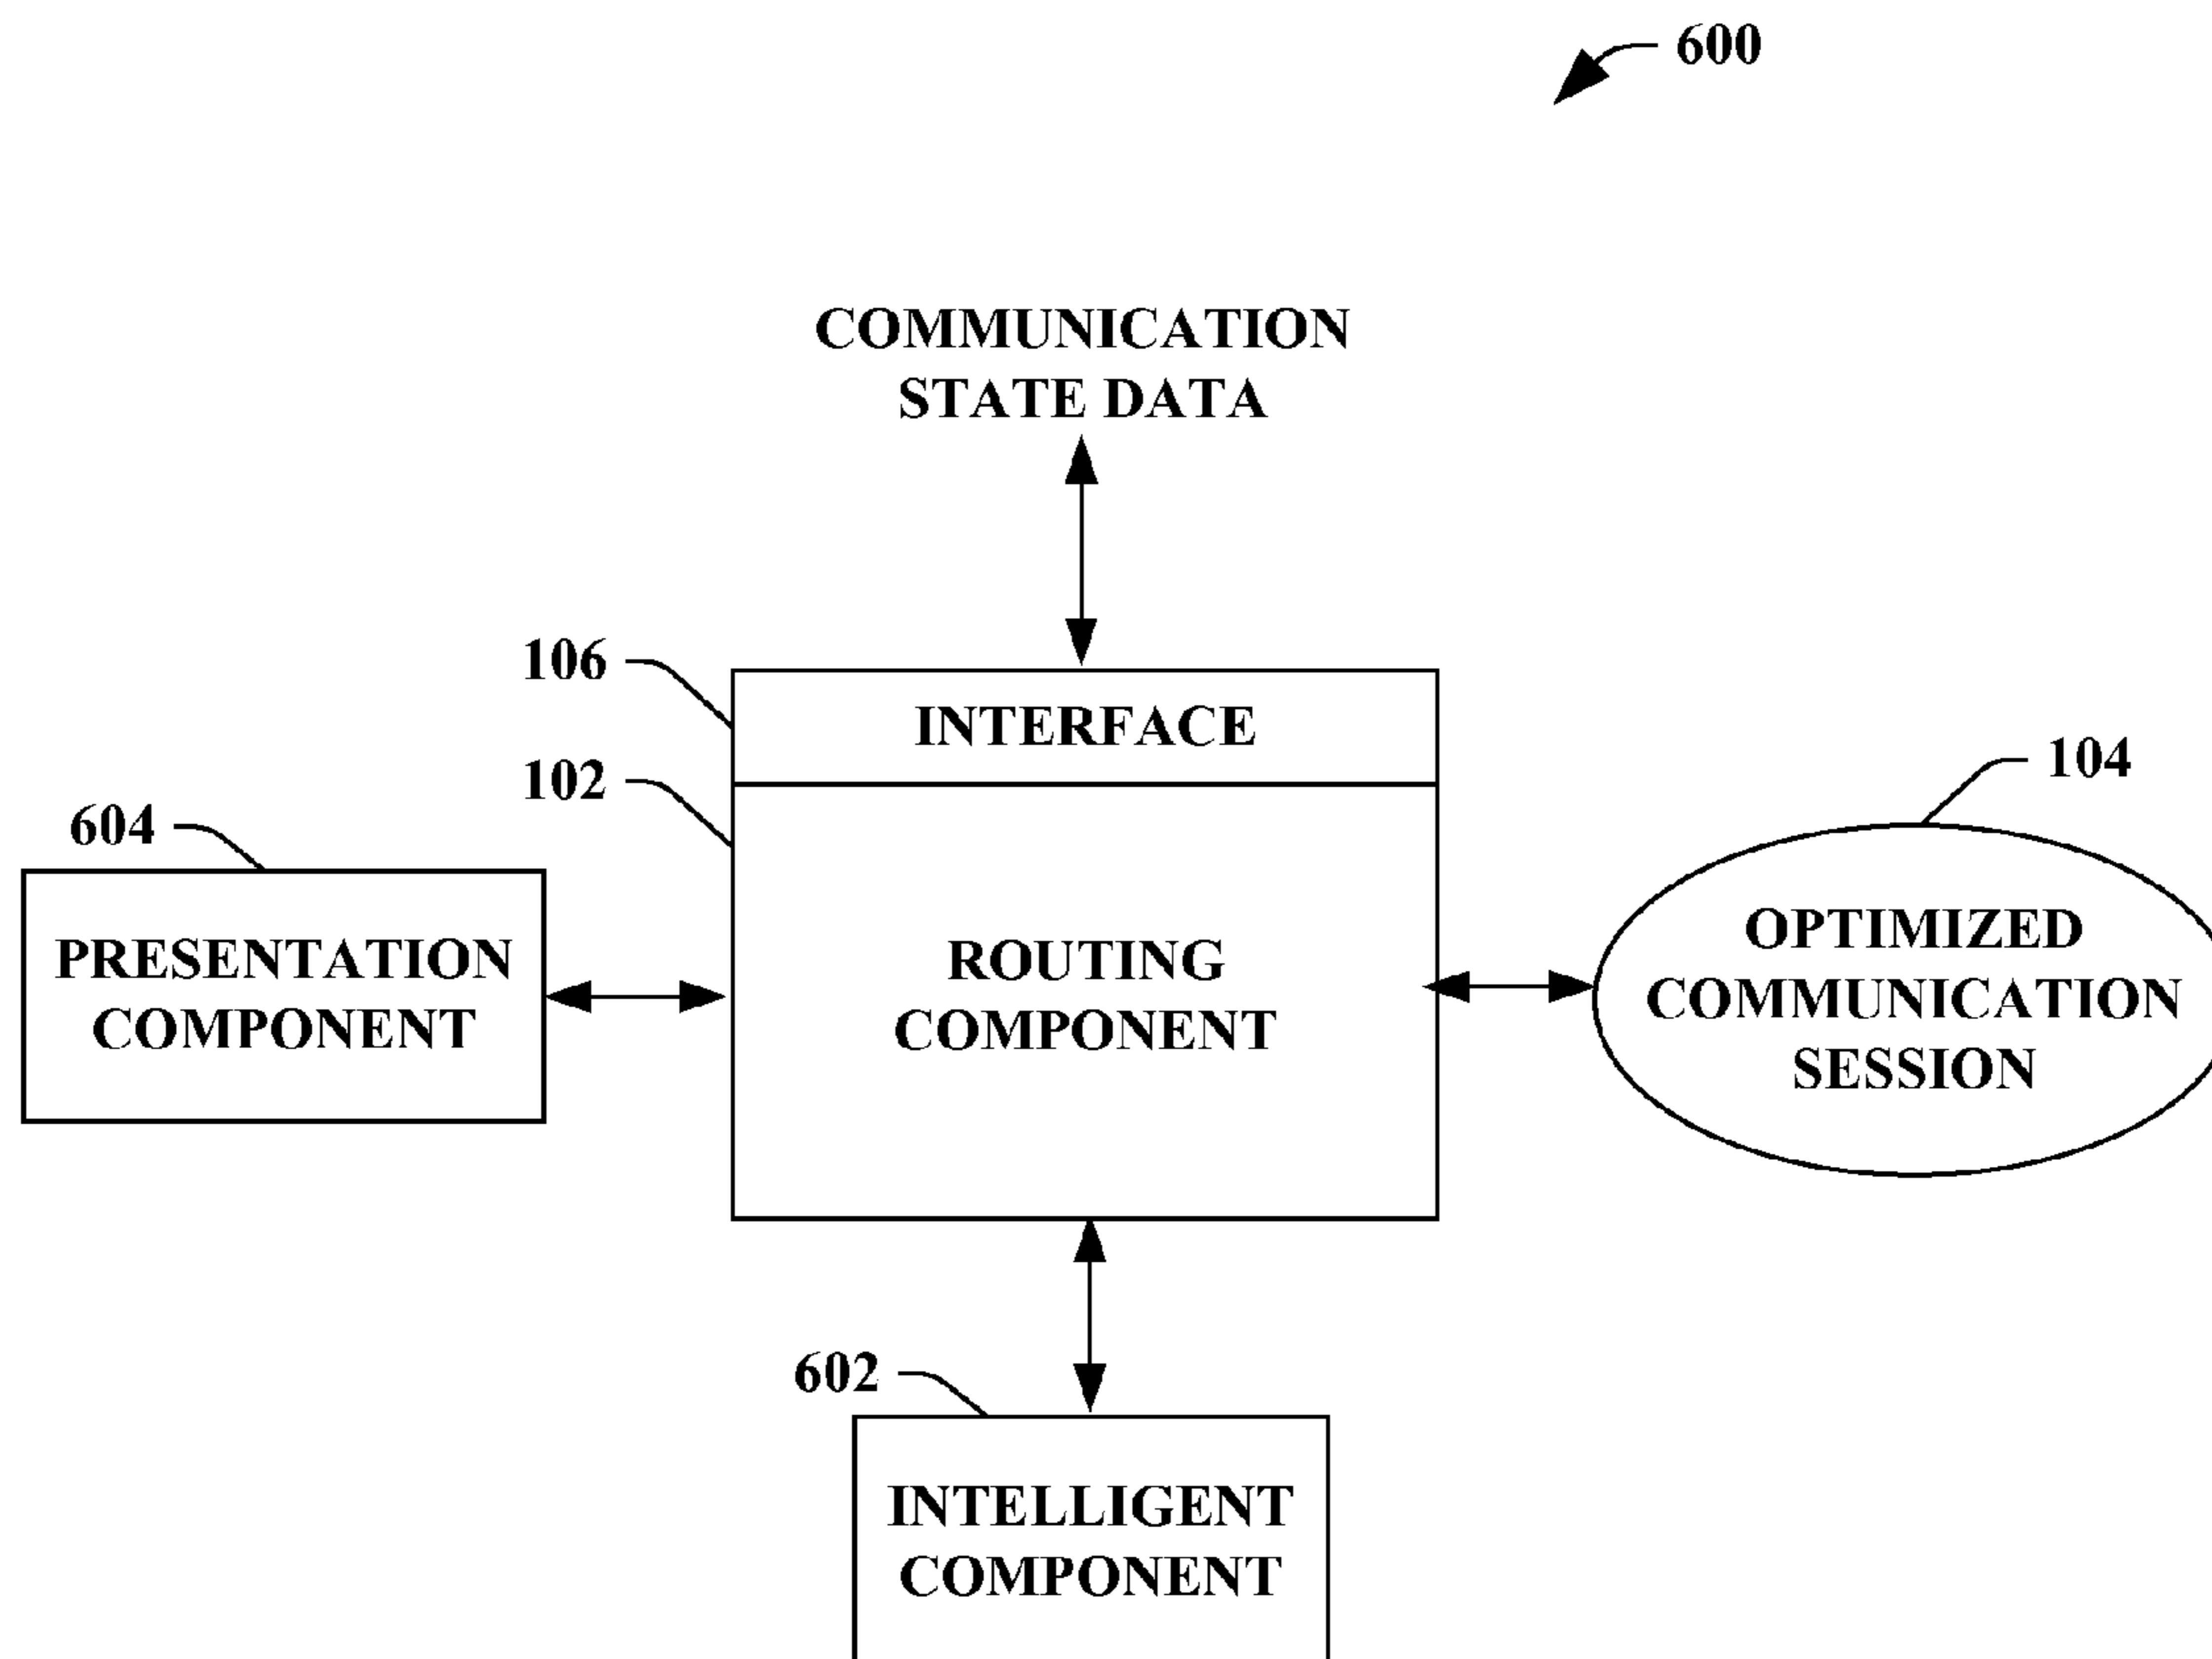 600
COMMUNICATION
STATE DATA
106
INTERFACE
102
104
604
PRESENTATION
COMPONENT
ROUTING
COMPONENT
OPTIMIZED
COMMUNICATION
SESSION
602
INTELLIGENT
COMPONENT